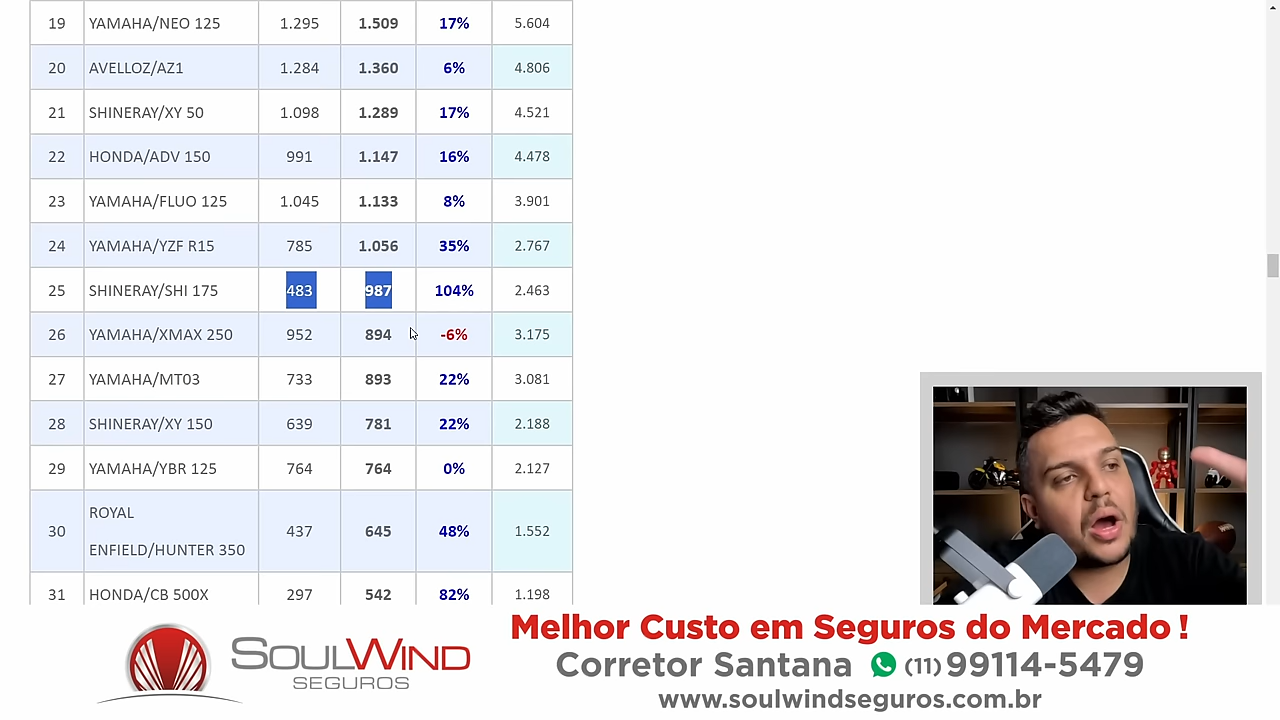 19 YAMAHA/NEO 125 1.295 1.509 17% 5.604
20 AVELLOZ/AZ1 1.284 1.360 6% 4.806
21 SHINERAY/XY 50 1.098 1.289 17% 4.521
22 HONDA/ADV 150 991 1.147 16% 4.478
23 YAMAHA/FLUO 125 1.045 1.133 8% 3.901
24 YAMAHA/YZF R15 785 1.056 35% 2.767
25 SHINERAY/SHI 175 483 987 104% 2.463
26 YAMAHA/XMAX 250 952 894 -6% 3.175
27 YAMAHA/MT03 733 893 22% 3.081
28 SHINERAY/XY 150 639 781 22% 2.188
29 YAMAHA/YBR 125 764 764 0% 2.127
30 ROYAL
ENFIELD/HUNTER 350 437 645 48% 1.552
31 HONDA/CB 500X 297 542 82% 1.198
SOULWIND
SEGUROS
Melhor Custo em Seguros do Mercado !
Corretor Santana (11) 99114-5479
www.soulwindseguros.com.br